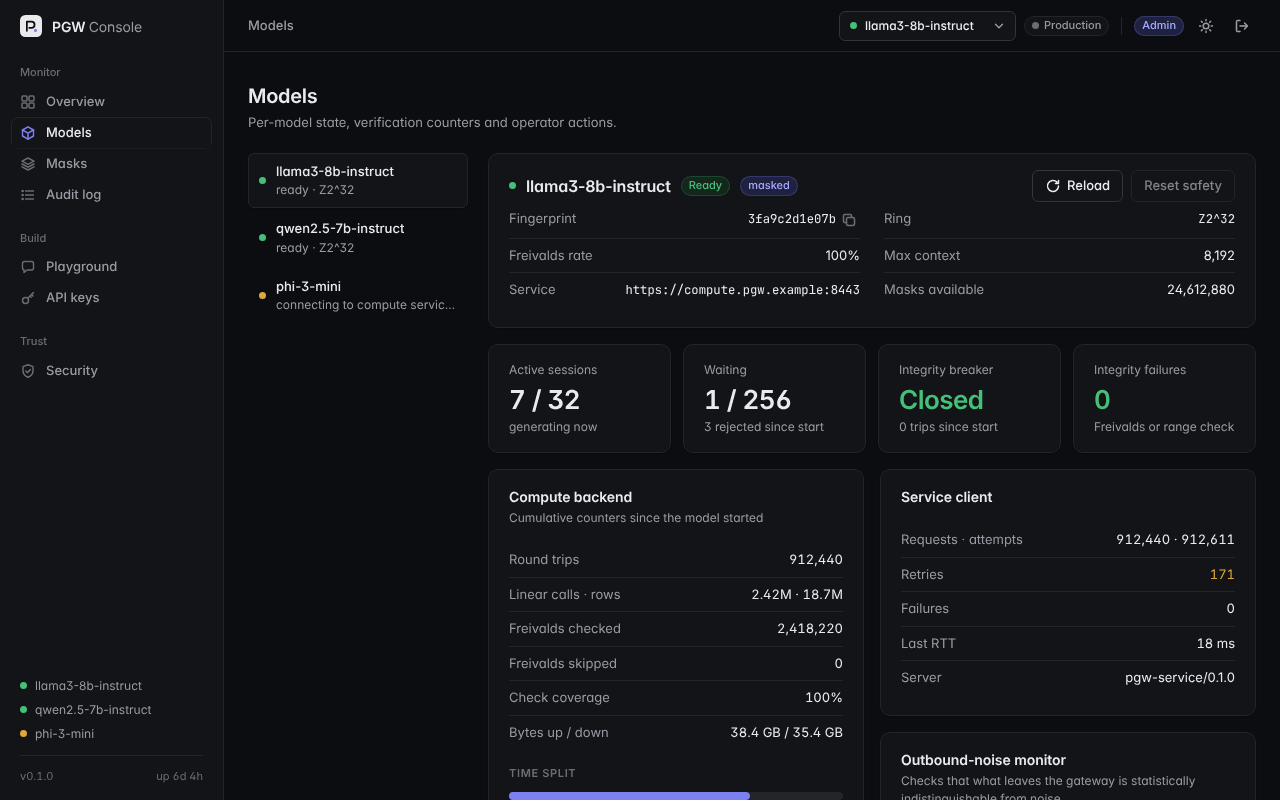 PGW Console
Monitor
Overview
Models
Masks
Audit log
Build
Playground
API keys
Trust
Security
llama3-8b-instruct
qwen2.5-7b-instruct
phi-3-mini
v0.1.0 up 6d 4h
Models
llama3-8b-instruct
Production
Admin
Models
Per-model state, verification counters and operator actions.
llama3-8b-instruct
ready · Z2^32
qwen2.5-7b-instruct
ready · Z2^32
phi-3-mini
connecting to compute servic...
llama3-8b-instruct Ready masked Reload Reset safety
Fingerprint 3fa9c2d1e07b
Ring Z2^32
Freivalds rate 100%
Max context 8,192
Service https://compute.pgw.example:8443
Masks available 24,612,880
Active sessions
7 / 32
generating now
Waiting
1 / 256
3 rejected since start
Integrity breaker
Closed
0 trips since start
Integrity failures
0
Freivalds or range check
Compute backend
Cumulative counters since the model started
Round trips 912,440
Linear calls · rows 2.42M · 18.7M
Freivalds checked 2,418,220
Freivalds skipped 0
Check coverage 100%
Bytes up / down 38.4 GB / 35.4 GB
TIME SPLIT
Service client
Requests · attempts 912,440 · 912,611
Retries 171
Failures 0
Last RTT 18 ms
Server pgw-service/0.1.0
Outbound-noise monitor
Checks that what leaves the gateway is statistically
indistinguishable from noise